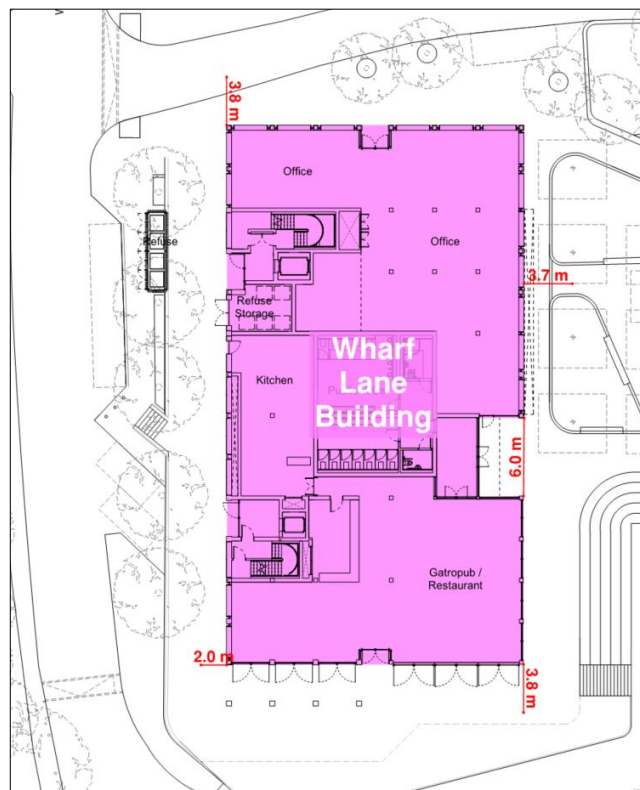 3.8 m
Office
Office
Refuse
3.7 m
Refuse
Storage
Wharf
Lane
Building
Kitchen
6.0 m
Gatropub /
Restaurant
2.0 m
3.8 m